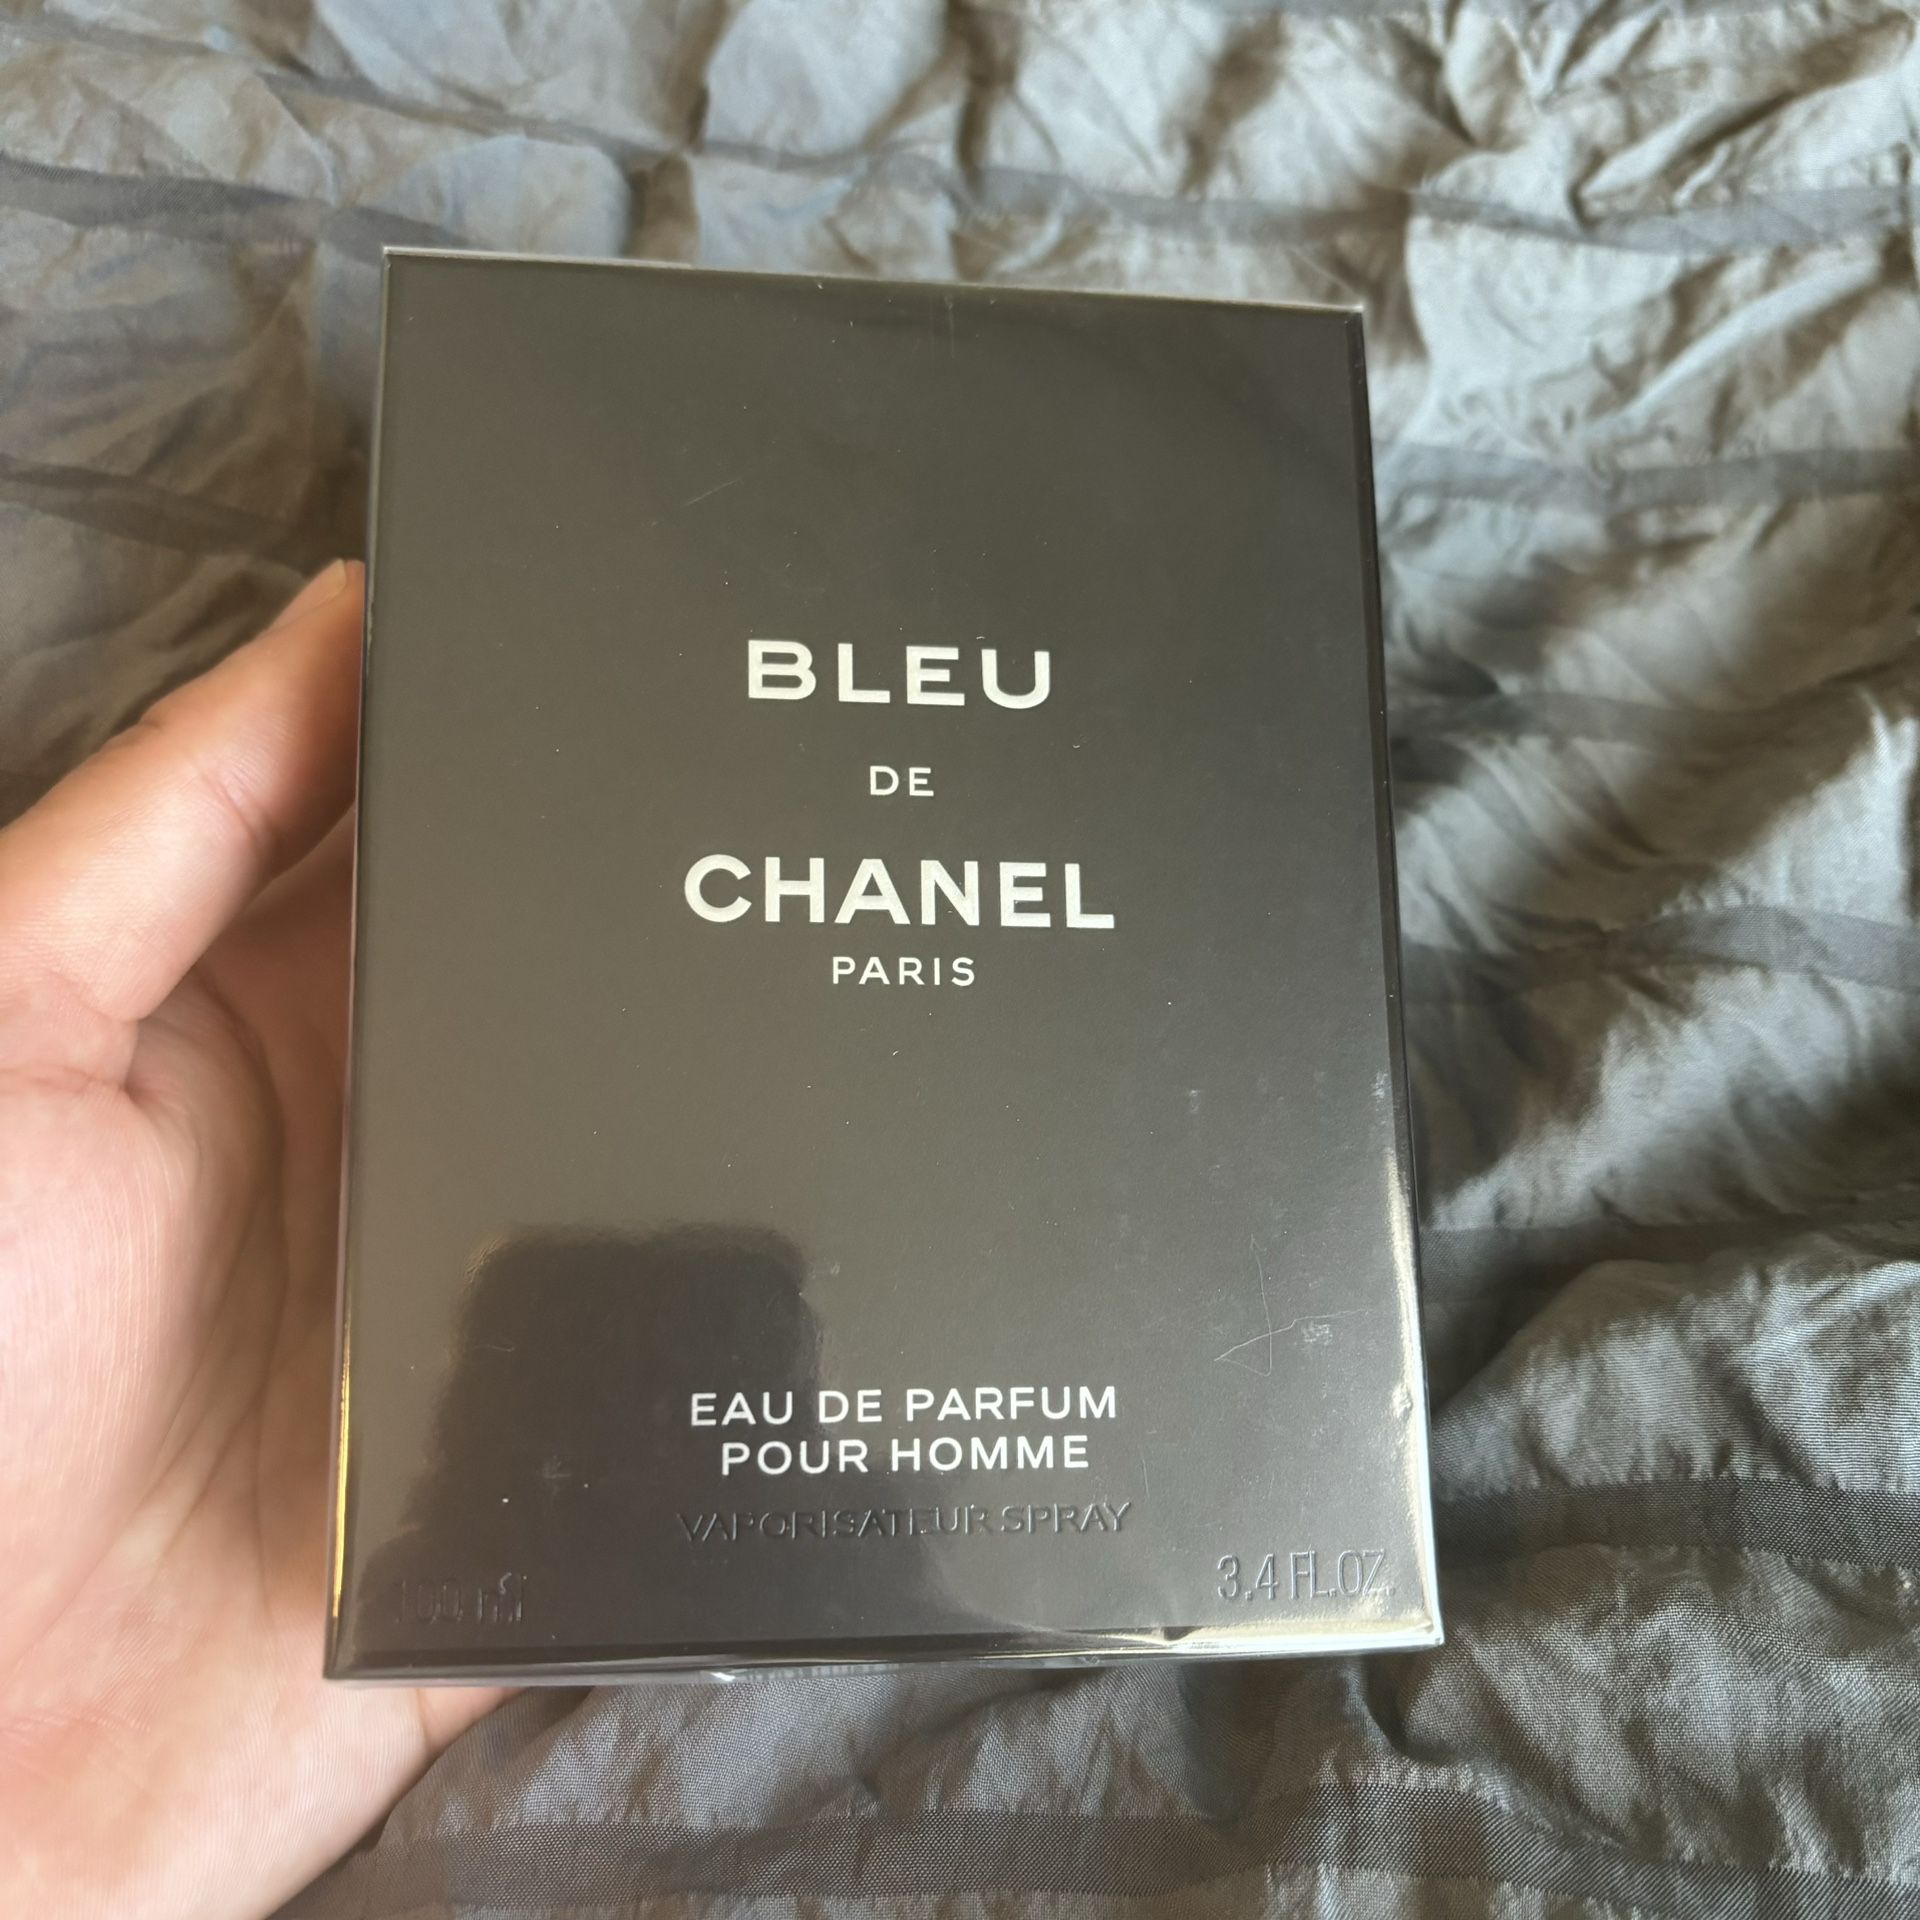 BLEU
DE
CHANEL
PARIS
EAU DE PARFUM
POUR HOMME
VAPORISATEUR SPRAY
100 ml
3.4 FL.OZ.